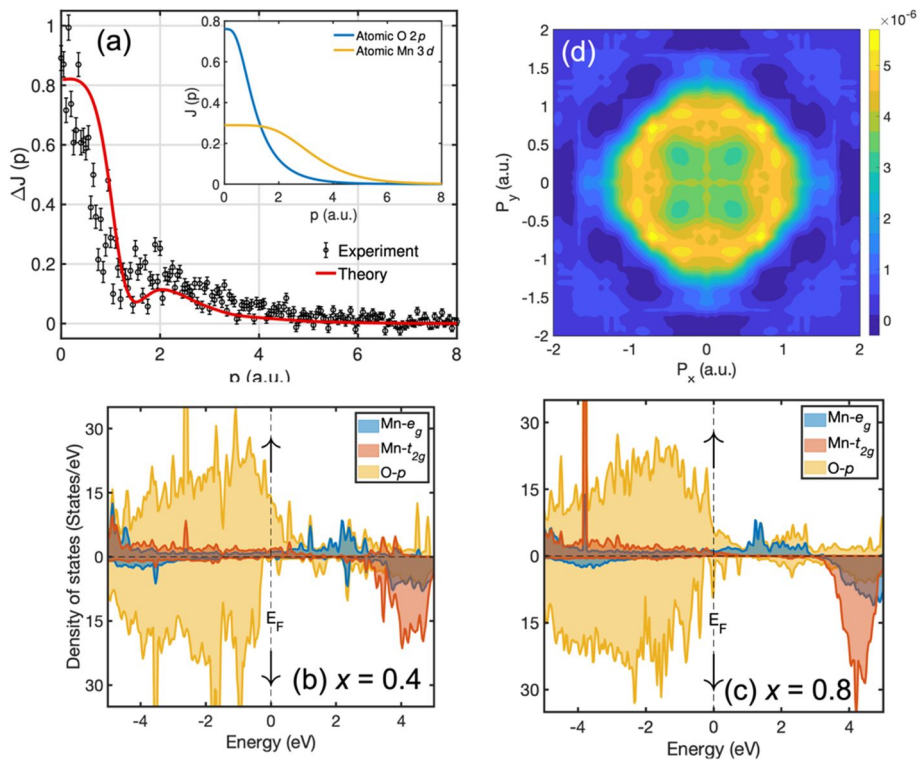 (a)
1
0.8
0.6
0.4
0.2
0
ΔJ (p)
0 2 4 6 8
p (a.u.)
0.8
0.4
0
J (p)
0 2 4 6 8
p (a.u.)
Atomic O 2p
Atomic Mn 3d
Experiment
Theory
(d)
2
1.5
1
0.5
0
-0.5
-1
-1.5
-2
P_y (a.u.)
-2 -1 0 1 2
P_x (a.u.)
×10⁻⁶
5
4
3
2
1
0
30
15
0
15
30
Density of states (States/eV)
Mn-e_g
Mn-t_2g
O-p
E_F
(b) x = 0.4
-4 -2 0 2 4
Energy (eV)
30
15
0
15
30
Mn-e_g
Mn-t_2g
O-p
E_F
(c) x = 0.8
-4 -2 0 2 4
Energy (eV)